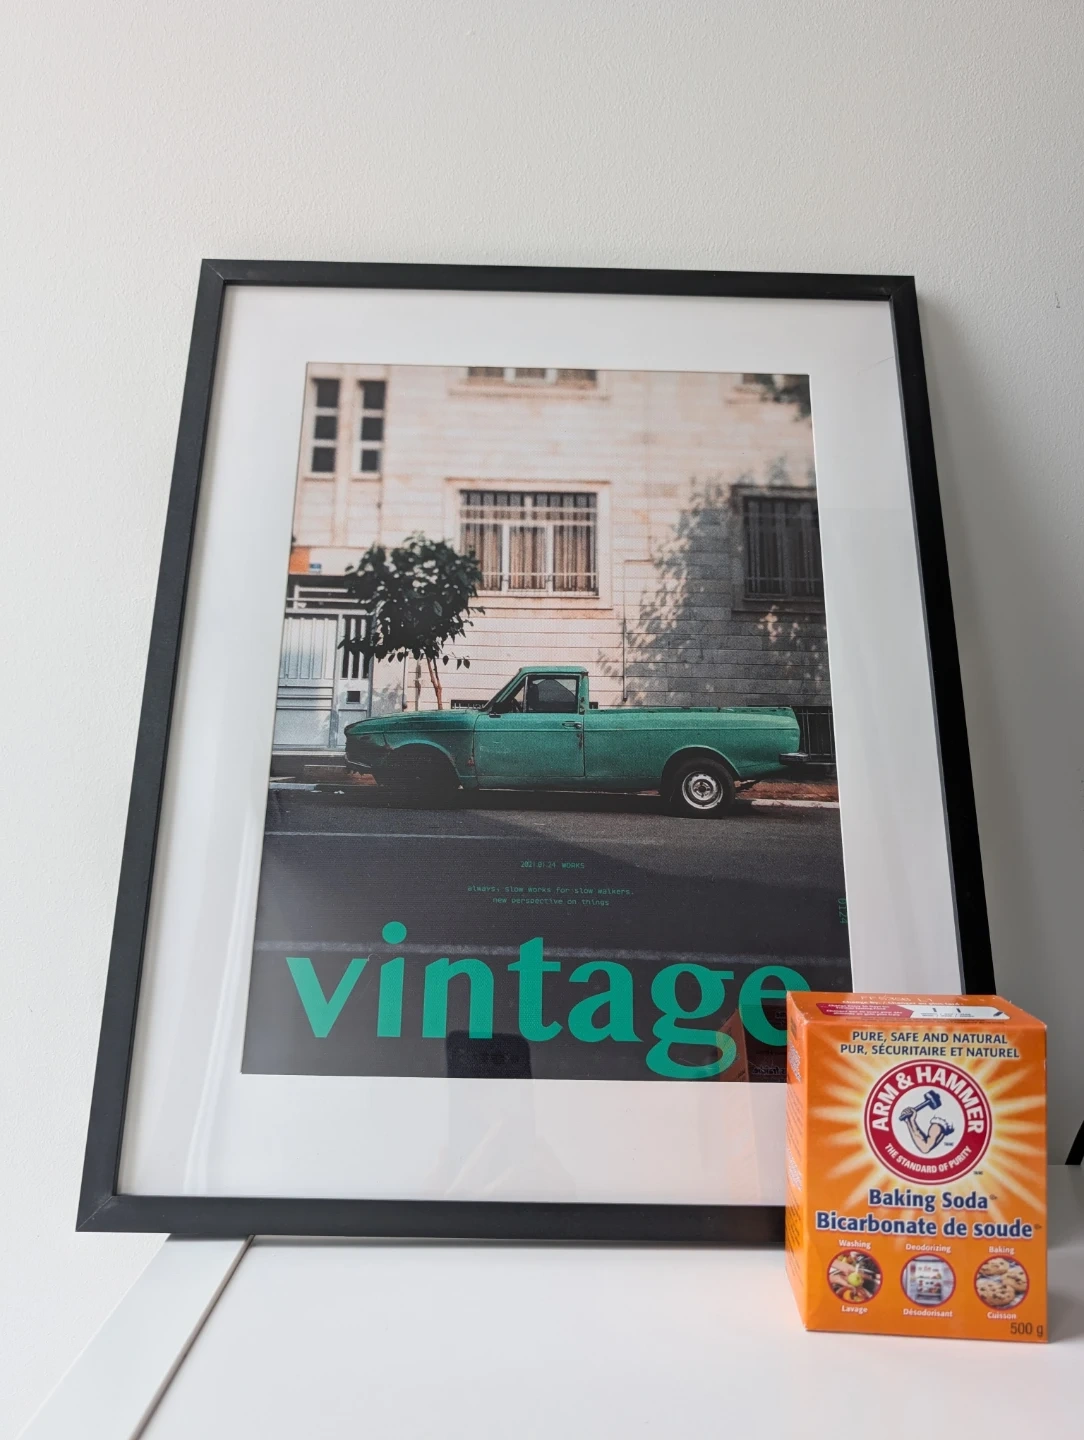 2021.01.24 WORKS
always; slow works for slow walkers.
new perspective on things
0124
vintage
PURE, SAFE AND NATURAL
PUR, SÉCURITAIRE ET NATUREL
ARM & HAMMER
THE STANDARD OF PURITY
Baking Soda
Bicarbonate de soude
Washing
Deodorizing
Baking
Lavage
Désodorisant
Cuisson
500 g